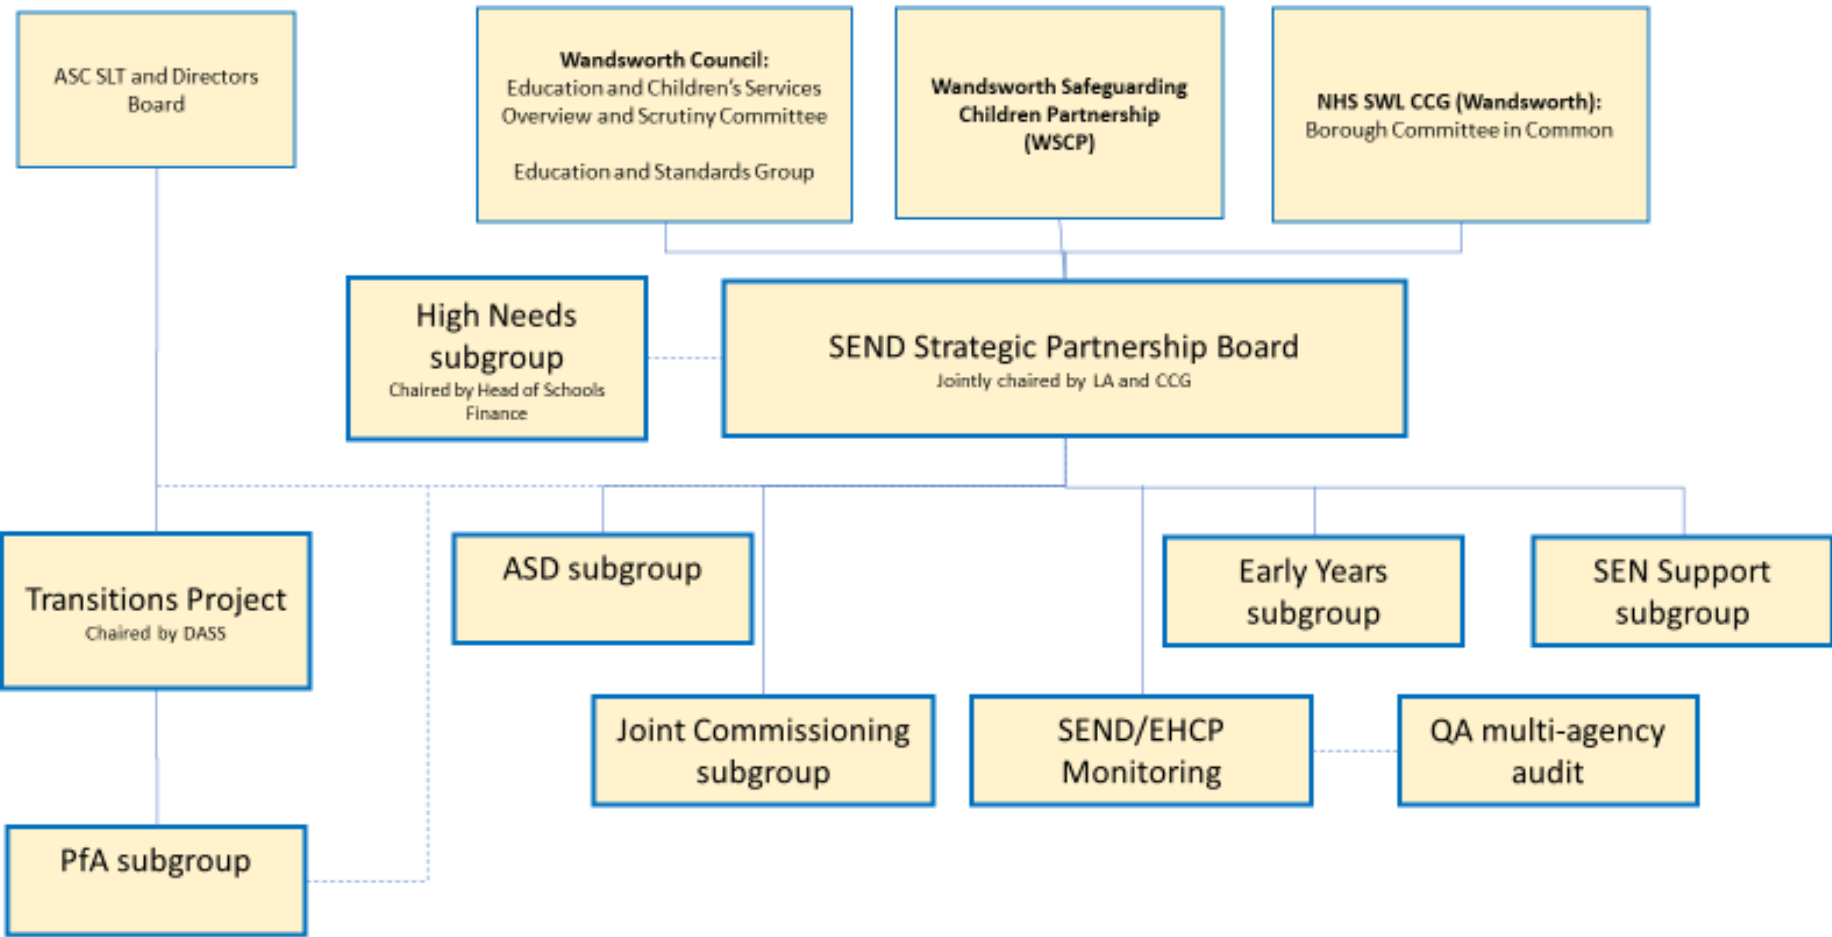 ASC SLT and Directors
Board
Wandsworth Council:
Education and Children's Services
Overview and Scrutiny Committee
Education and Standards Group
Wandsworth Safeguarding
Children Partnership
(WSCP)
NHS SWL CCG (Wandsworth):
Borough Committee in Common
High Needs
subgroup
Chaired by Head of Schools
Finance
SEND Strategic Partnership Board
Jointly chaired by LA and CCG
Transitions Project
Chaired by DASS
ASD subgroup
Early Years
subgroup
SEN Support
subgroup
Joint Commissioning
subgroup
SEND/EHCP
Monitoring
QA multi-agency
audit
PfA subgroup